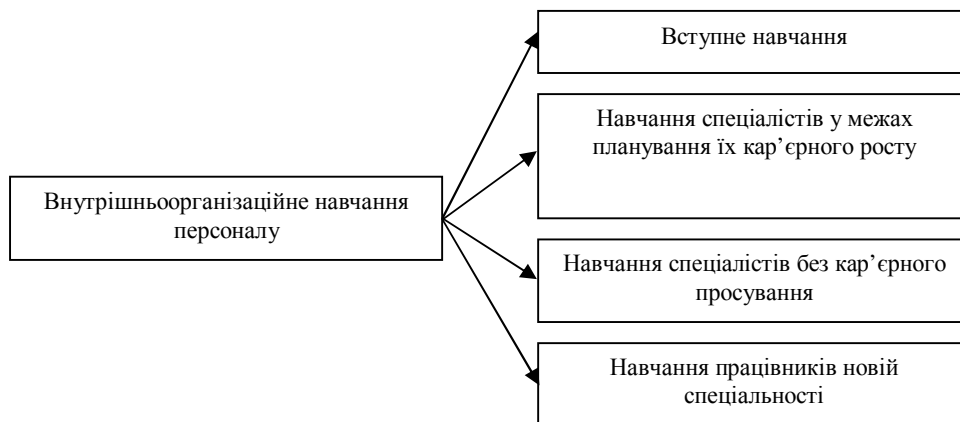 Вступне навчання
Навчання спеціалістів у межах
планування їх кар’єрного росту
Внутрішньоорганізаційне навчання
персоналу
Навчання спеціалістів без кар’єрного
просування
Навчання працівників новій
спеціальності